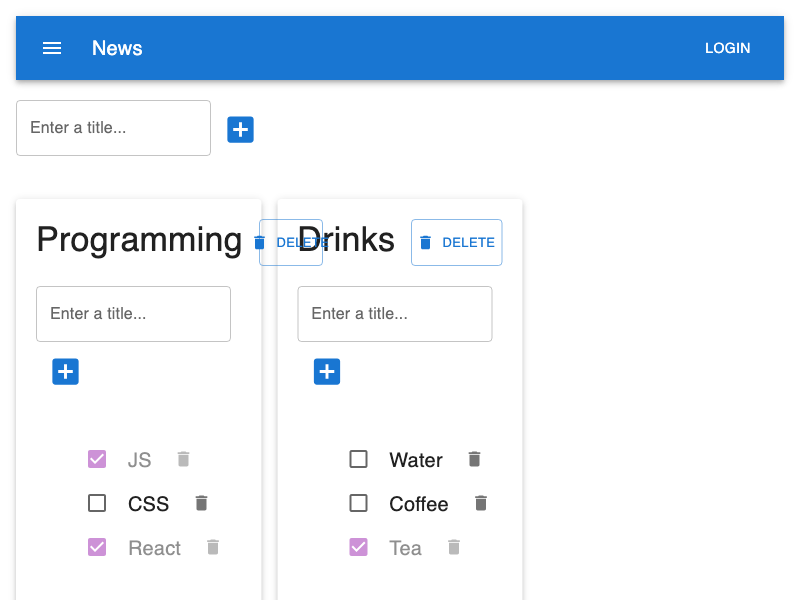 News
LOGIN
Enter a title...
Programming
DELETE
Enter a title...
JS
CSS
React
Drinks
DELETE
Enter a title...
Water
Coffee
Tea